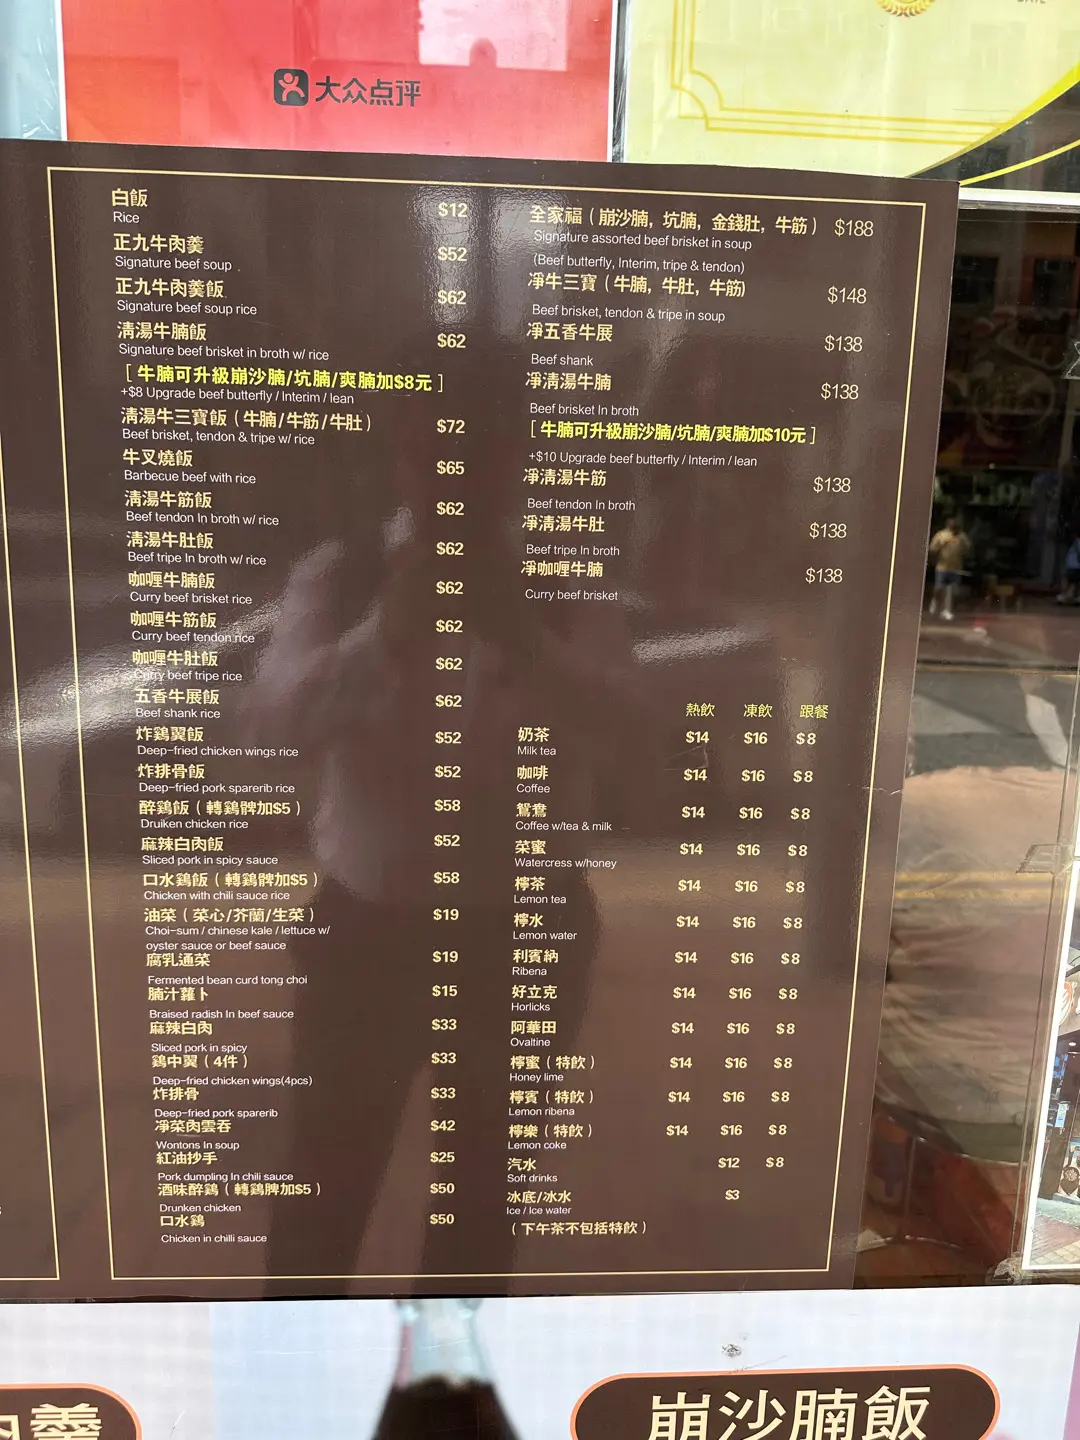 大众点评
白飯 $12
Rice
正九牛肉羹 $52
Signature beef soup
正九牛肉羹飯 $62
Signature beef soup rice
清湯牛腩飯 $62
Signature beef brisket in broth w/ rice
[ 牛腩可升級崩沙腩/坑腩/爽腩加$8元 ]
+$8 Upgrade beef butterfly / Interim / lean
清湯牛三寶飯（牛腩/牛筋/牛肚） $72
Beef brisket, tendon & tripe w/ rice
牛叉燒飯 $65
Barbecue beef with rice
清湯牛筋飯 $62
Beef tendon In broth w/ rice
清湯牛肚飯 $62
Beef tripe In broth w/ rice
咖喱牛腩飯 $62
Curry beef brisket rice
咖喱牛筋飯 $62
Curry beef tendon rice
咖喱牛肚飯 $62
Curry beef tripe rice
五香牛展飯 $62
Beef shank rice
炸鷄翼飯 $52
Deep-fried chicken wings rice
炸排骨飯 $52
Deep-fried pork sparerib rice
醉鷄飯（轉鷄髀加$5） $58
Druiken chicken rice
麻辣白肉飯 $52
Sliced pork in spicy sauce
口水鷄飯（轉鷄髀加$5） $58
Chicken with chili sauce rice
油菜（菜心/芥蘭/生菜） $19
Choi-sum / chinese kale / lettuce w/
oyster sauce or beef sauce
腐乳通菜 $19
Fermented bean curd tong choi
腩汁蘿卜 $15
Braised radish In beef sauce
麻辣白肉 $33
Sliced pork in spicy
鷄中翼（4件） $33
Deep-fried chicken wings(4pcs)
炸排骨 $33
Deep-fried pork sparerib
凈菜肉雲吞 $42
Wontons In soup
紅油抄手 $25
Pork dumpling In chili sauce
酒味醉鷄（轉鷄脾加$5） $50
Drunken chicken
口水鷄 $50
Chicken in chilli sauce
全家福（崩沙腩，坑腩，金錢肚，牛筋） $188
Signature assorted beef brisket in soup
(Beef butterfly, Interim, tripe & tendon)
凈牛三寶（牛腩，牛肚，牛筋) $148
Beef brisket, tendon & tripe in soup
凈五香牛展 $138
Beef shank
凈清湯牛腩 $138
Beef brisket In broth
[ 牛腩可升級崩沙腩/坑腩/爽腩加$10元 ]
+$10 Upgrade beef butterfly / Interim / lean
凈清湯牛筋 $138
Beef tendon In broth
凈清湯牛肚 $138
Beef tripe In broth
凈咖喱牛腩 $138
Curry beef brisket
熱飲 凍飲 跟餐
奶茶 $14 $16 $8
Milk tea
咖啡 $14 $16 $8
Coffee
鴛鴦 $14 $16 $8
Coffee w/tea & milk
菜蜜 $14 $16 $8
Watercress w/honey
檸茶 $14 $16 $8
Lemon tea
檸水 $14 $16 $8
Lemon water
利賓納 $14 $16 $8
Ribena
好立克 $14 $16 $8
Horlicks
阿華田 $14 $16 $8
Ovaltine
檸蜜（特飲） $14 $16 $8
Honey lime
檸賓（特飲） $14 $16 $8
Lemon ribena
檸樂（特飲） $14 $16 $8
Lemon coke
汽水 $12 $8
Soft drinks
冰底/冰水 $3
Ice / Ice water
（下午茶不包括特飲）
肉羹
崩沙腩飯